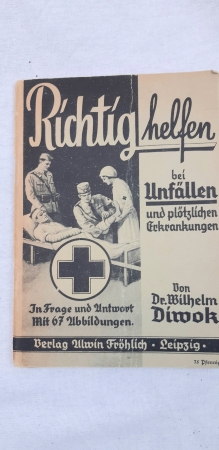 Richtig helfen
bei
Unfällen
und plötzlichen
Erkrankungen
Von
Dr. Wilhelm
Diwok
In Frage und Antwort
Mit 67 Abbildungen.
Verlag Alwin Fröhlich · Leipzig ·